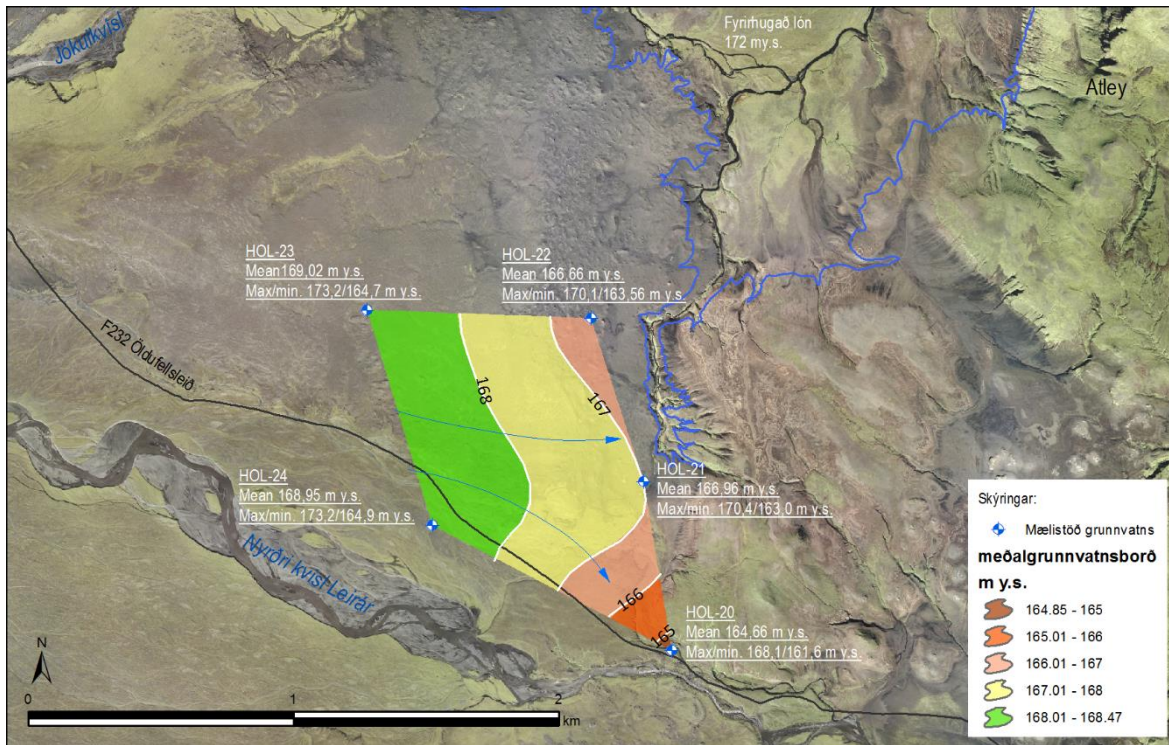 Jökulkvísl
Fyrirhugað lón
172 my.s.
Atley
HOL-23
Mean169,02 m y.s.
Max/min. 173,2/164,7 m y.s.
HOL-22
Mean 166,66 m y.s.
Max/min. 170,1/163,56 m y.s.
F232 Öldufellsleið
168
167
HOL-24
Mean 168,95 m y.s.
Max/min. 173,2/164,9 m y.s.
HOL-21
Mean 166,96 m y.s.
Max/min. 170,4/163,0 m y.s.
Nyrðri kvísl Leirár
166
165
HOL-20
Mean 164,66 m y.s.
Max/min. 168,1/161,6 m y.s.
N
0
1
2
km
Skýringar:
Mælistöð grunnvatns
meðalgrunnvatnsborð
m y.s.
164.85 - 165
165.01 - 166
166.01 - 167
167.01 - 168
168.01 - 168.47